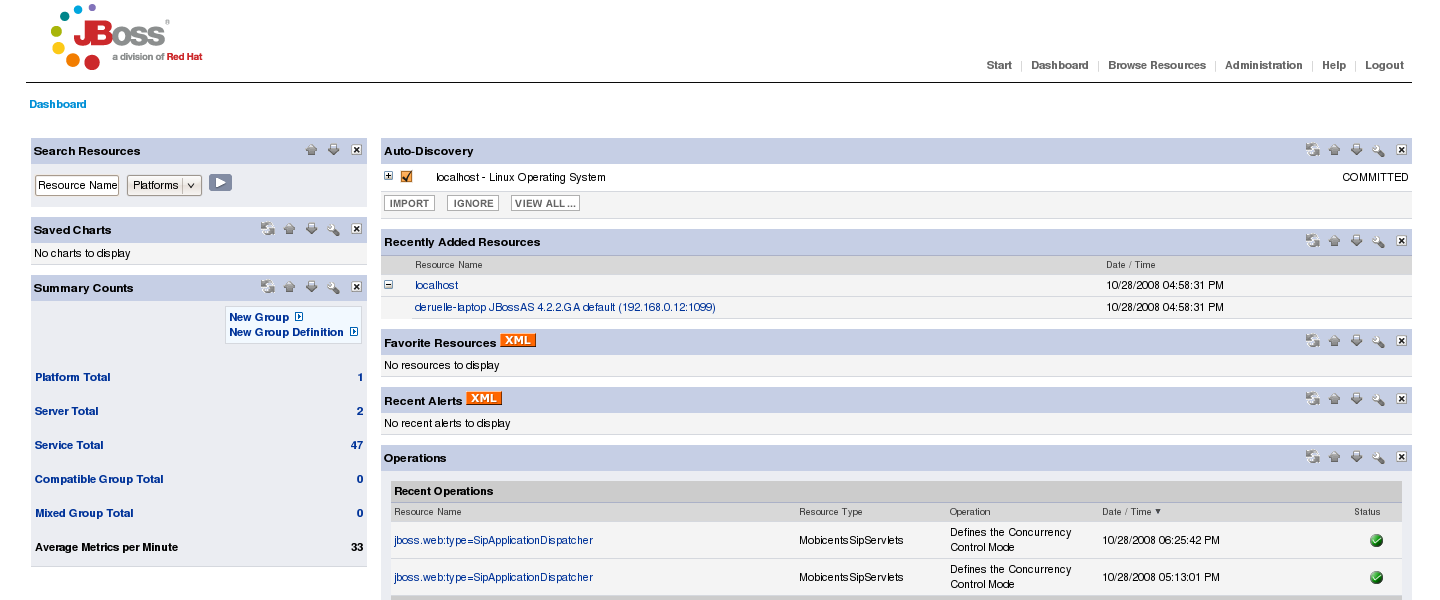 JBoss®
a division of Red Hat
Start Dashboard Browse Resources Administration Help Logout
Dashboard
Search Resources
Resource Name Platforms
Saved Charts
No charts to display
Summary Counts
New Group
New Group Definition
Platform Total 1
Server Total 2
Service Total 47
Compatible Group Total 0
Mixed Group Total 0
Average Metrics per Minute 33
Auto-Discovery
localhost - Linux Operating System COMMITTED
IMPORT IGNORE VIEW ALL ...
Recently Added Resources
Resource Name Date / Time
localhost 10/28/2008 04:58:31 PM
deruelle-laptop JBossAS 4.2.2.GA default (192.168.0.12:1099) 10/28/2008 04:58:31 PM
Favorite Resources XML
No resources to display
Recent Alerts XML
No recent alerts to display
Operations
Recent Operations
Resource Name Resource Type Operation Date / Time Status
jboss.web:type=SipApplicationDispatcher MobicentsSipServlets Defines the Concurrency
Control Mode 10/28/2008 06:25:42 PM
jboss.web:type=SipApplicationDispatcher MobicentsSipServlets Defines the Concurrency
Control Mode 10/28/2008 05:13:01 PM